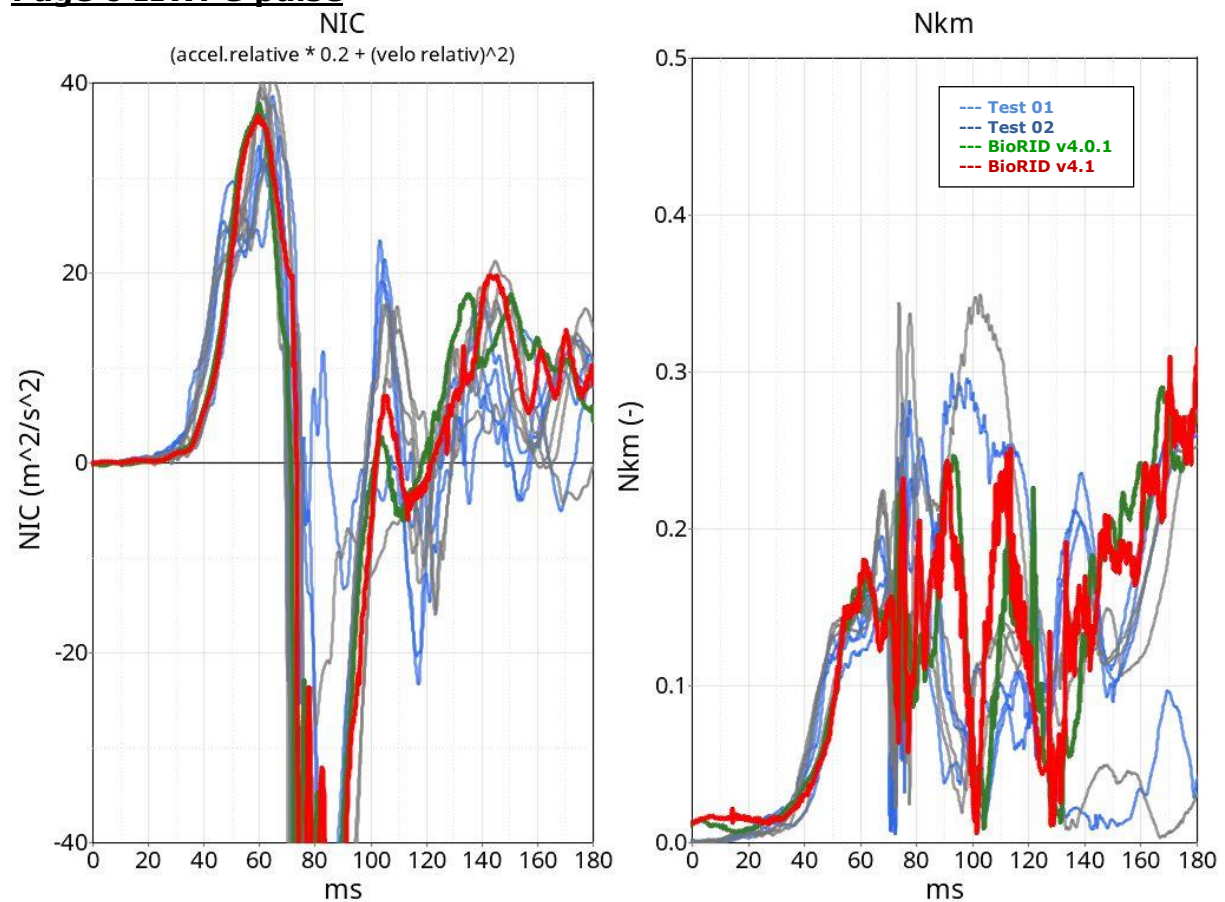 NIC
(accel.relative * 0.2 + (velo relativ)^2)
40
20
0
-20
-40
0 20 40 60 80 100 120 140 160 180
ms
NIC (m^2/s^2)
Nkm
0.5
0.4
0.3
0.2
0.1
0.0
0 20 40 60 80 100 120 140 160 180
ms
Nkm (-)
--- Test 01
--- Test 02
--- BioRID v4.0.1
--- BioRID v4.1